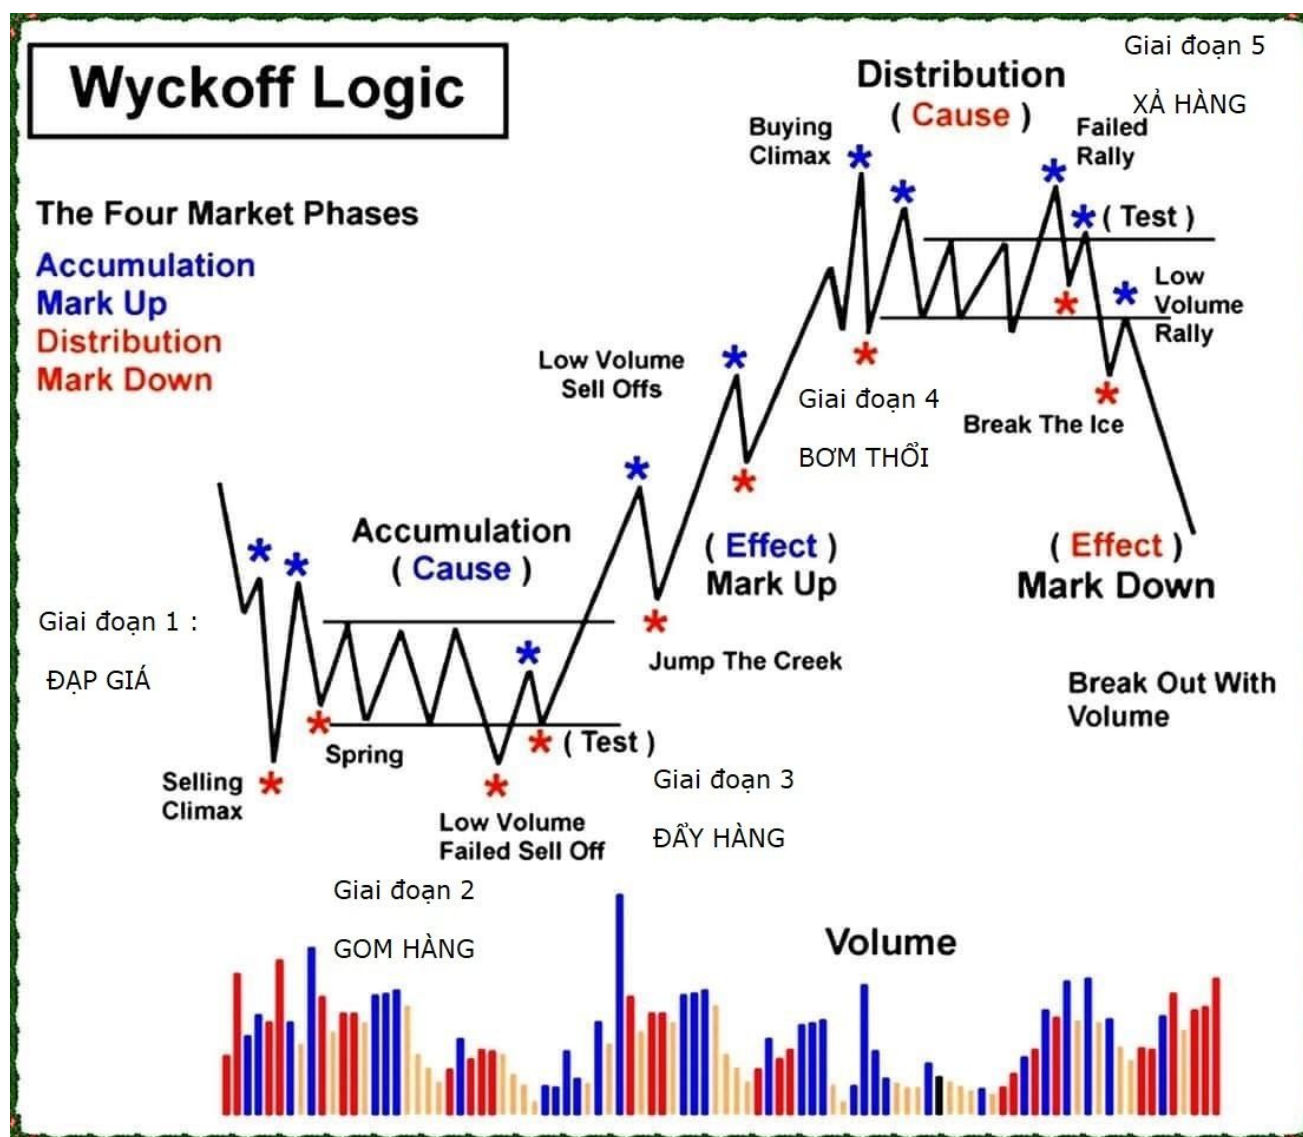 Wyckoff Logic
The Four Market Phases
Accumulation
Mark Up
Distribution
Mark Down
Giai đoạn 5
XẢ HÀNG
Distribution
( Cause )
Buying
Climax
Failed
Rally
( Test )
Low
Volume
Rally
Low Volume
Sell Offs
Giai đoạn 4
BƠM THỔI
Break The Ice
Accumulation
( Cause )
( Effect )
Mark Up
( Effect )
Mark Down
Giai đoạn 1 :
ĐẠP GIÁ
Jump The Creek
Break Out With
Volume
Spring
( Test )
Selling
Climax
Giai đoạn 3
ĐẨY HÀNG
Low Volume
Failed Sell Off
Giai đoạn 2
GOM HÀNG
Volume